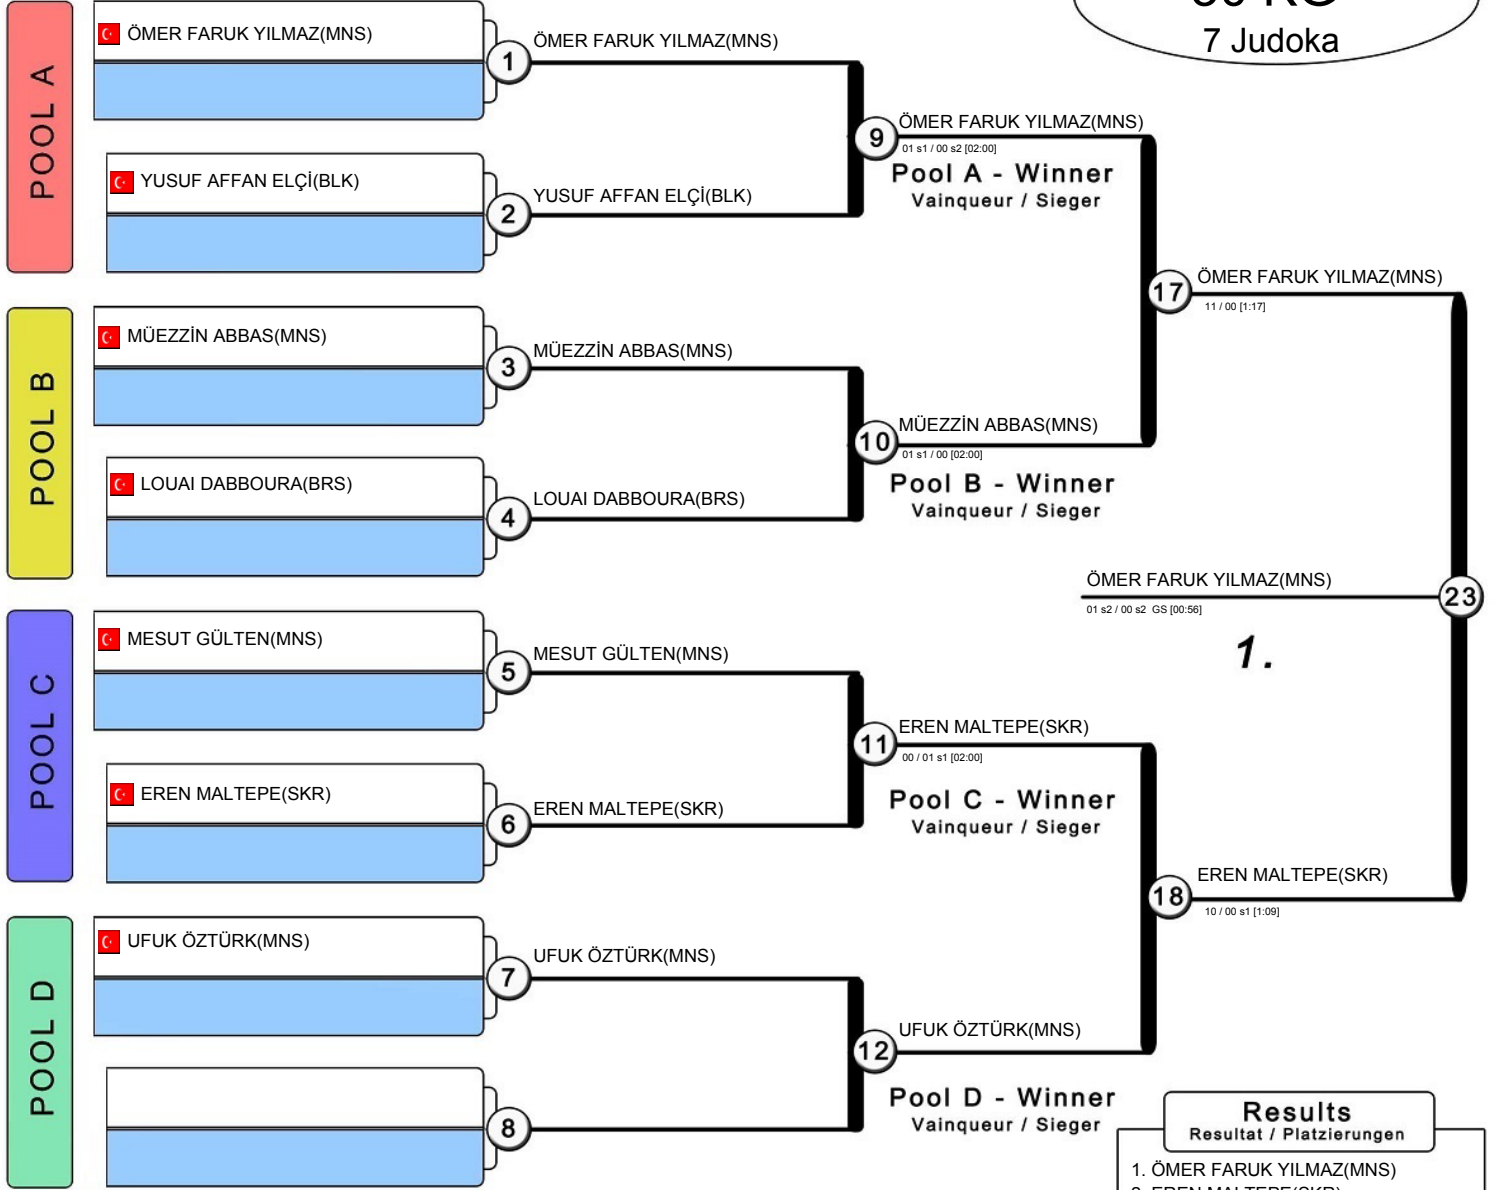 KG
7 Judoka
POOL A
ÖMER FARUK YILMAZ(MNS)
1
ÖMER FARUK YILMAZ(MNS)
YUSUF AFFAN ELÇİ(BLK)
2
YUSUF AFFAN ELÇİ(BLK)
9
ÖMER FARUK YILMAZ(MNS)
01 s1 / 00 s2 [02:00]
Pool A - Winner
Vainqueur / Sieger
POOL B
MÜEZZİN ABBAS(MNS)
3
MÜEZZİN ABBAS(MNS)
LOUAI DABBOURA(BRS)
4
LOUAI DABBOURA(BRS)
10
MÜEZZİN ABBAS(MNS)
01 s1 / 00 [02:00]
Pool B - Winner
Vainqueur / Sieger
17
ÖMER FARUK YILMAZ(MNS)
11 / 00 [1:17]
POOL C
MESUT GÜLTEN(MNS)
5
MESUT GÜLTEN(MNS)
EREN MALTEPE(SKR)
6
EREN MALTEPE(SKR)
11
EREN MALTEPE(SKR)
00 / 01 s1 [02:00]
Pool C - Winner
Vainqueur / Sieger
POOL D
UFUK ÖZTÜRK(MNS)
7
UFUK ÖZTÜRK(MNS)
8
12
UFUK ÖZTÜRK(MNS)
Pool D - Winner
Vainqueur / Sieger
18
EREN MALTEPE(SKR)
10 / 00 s1 [1:09]
ÖMER FARUK YILMAZ(MNS)
23
01 s2 / 00 s2 GS [00:56]
1.
Results
Resultat / Platzierungen
1. ÖMER FARUK YILMAZ(MNS)
2. EREN MALTEPE(SKR)